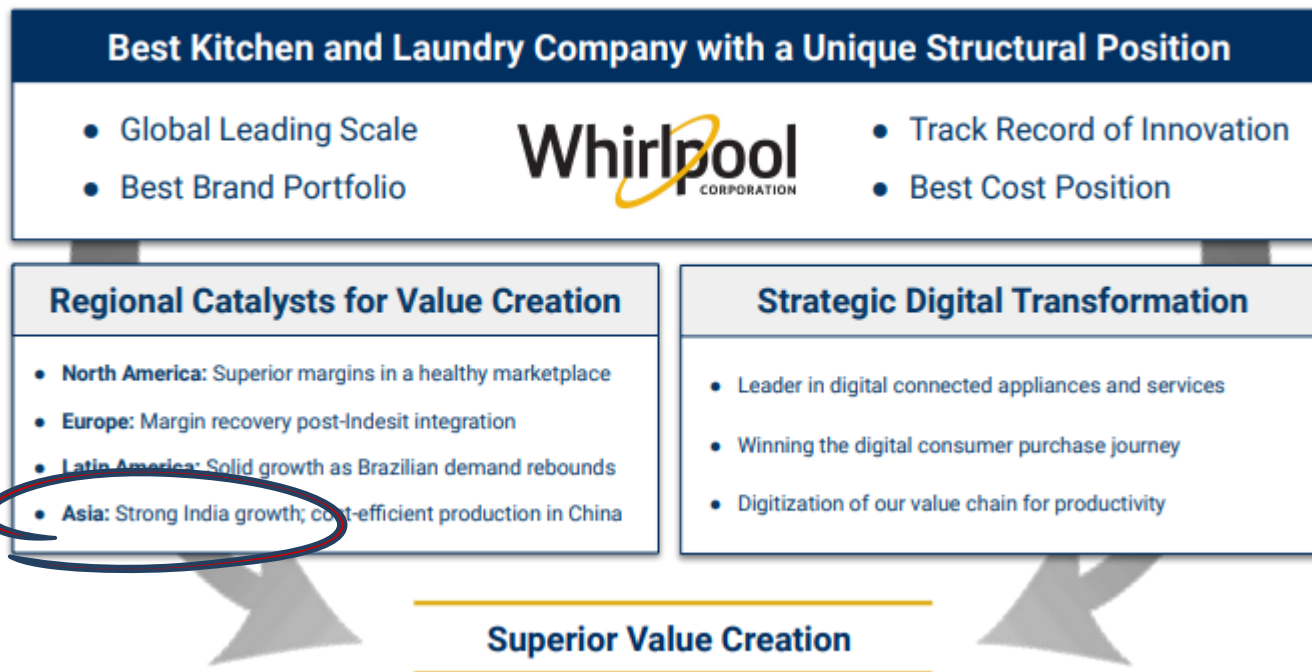 Best Kitchen and Laundry Company with a Unique Structural Position
● Global Leading Scale
● Best Brand Portfolio
Whirlpool
CORPORATION
● Track Record of Innovation
● Best Cost Position
Regional Catalysts for Value Creation
● North America: Superior margins in a healthy marketplace
● Europe: Margin recovery post-Indesit integration
● Latin America: Solid growth as Brazilian demand rebounds
● Asia: Strong India growth; cost-efficient production in China
Strategic Digital Transformation
● Leader in digital connected appliances and services
● Winning the digital consumer purchase journey
● Digitization of our value chain for productivity
Superior Value Creation